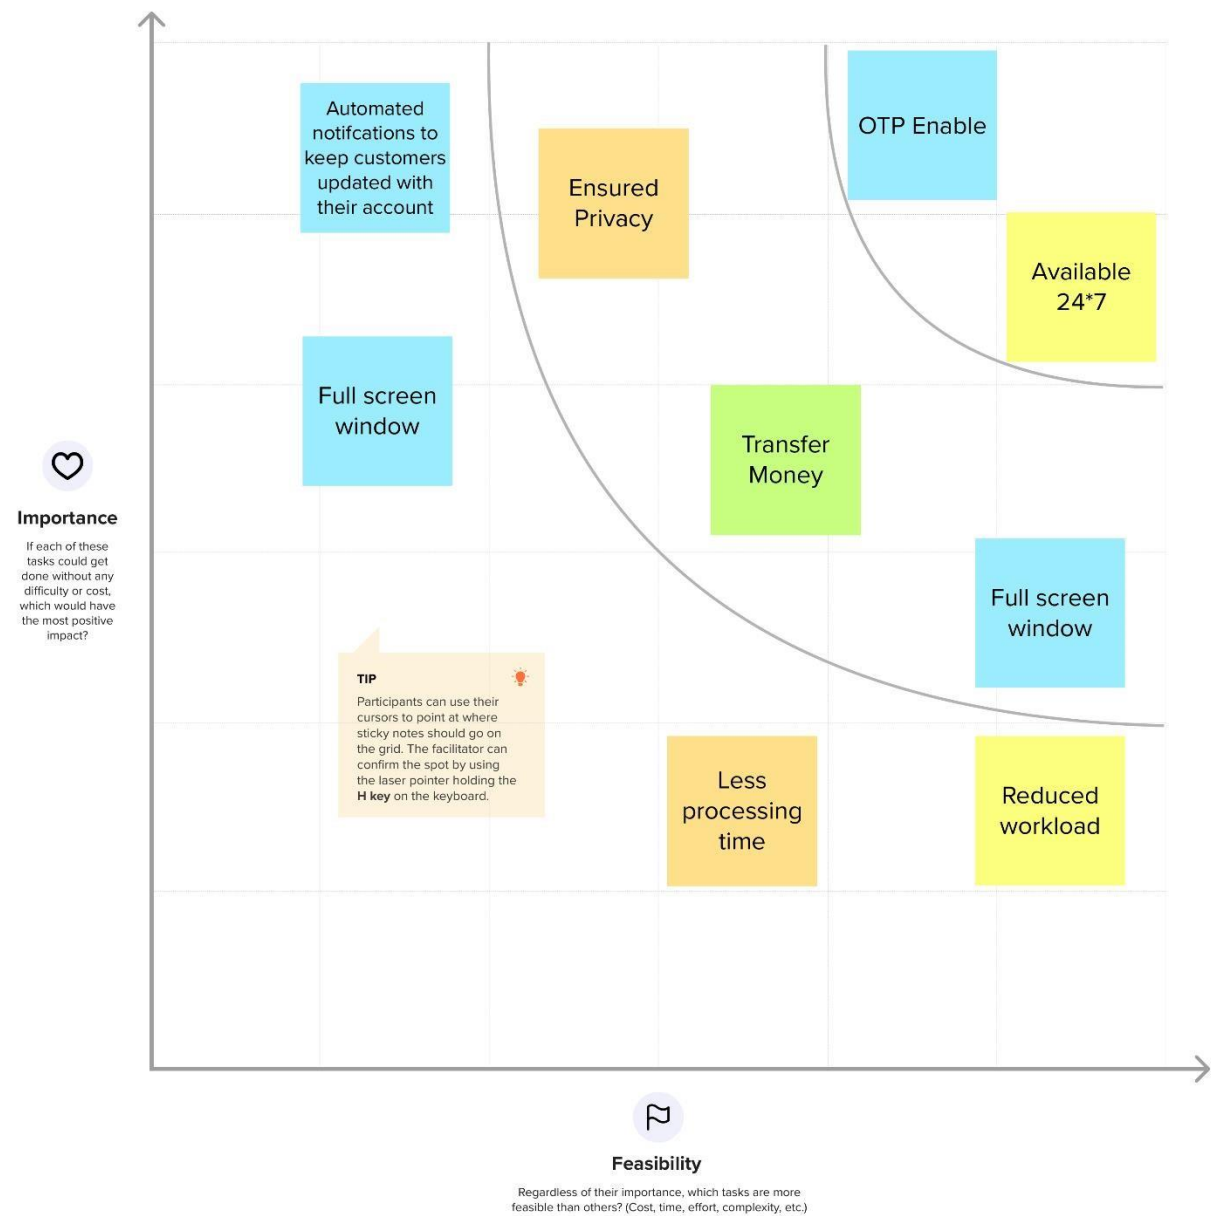 Automated
notifcations to
keep customers
updated with
their account
Ensured
Privacy
OTP Enable
Available
24*7
Full screen
window
Transfer
Money
Full screen
window
Importance
If each of these
tasks could get
done without any
difficulty or cost,
which would have
the most positive
impact?
TIP
Participants can use their
cursors to point at where
sticky notes should go on
the grid. The facilitator can
confirm the spot by using
the laser pointer holding the
H key on the keyboard.
Less
processing
time
Reduced
workload
Feasibility
Regardless of their importance, which tasks are more
feasible than others? (Cost, time, effort, complexity, etc.)